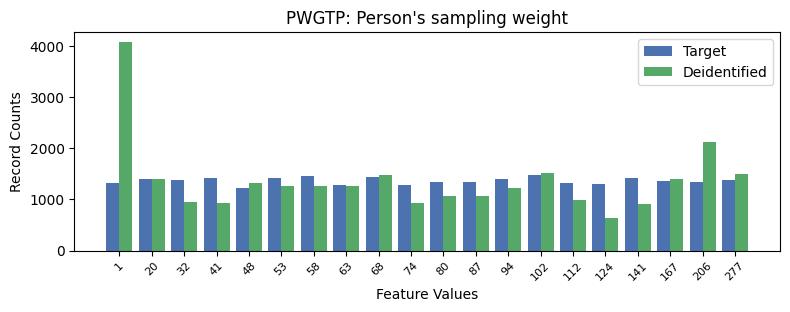 PWGTP: Person's sampling weight
Record Counts
4000
3000
2000
1000
0
Target
Deidentified
1 20 32 41 48 53 58 63 68 74 80 87 94 102 112 124 141 167 206 277
Feature Values